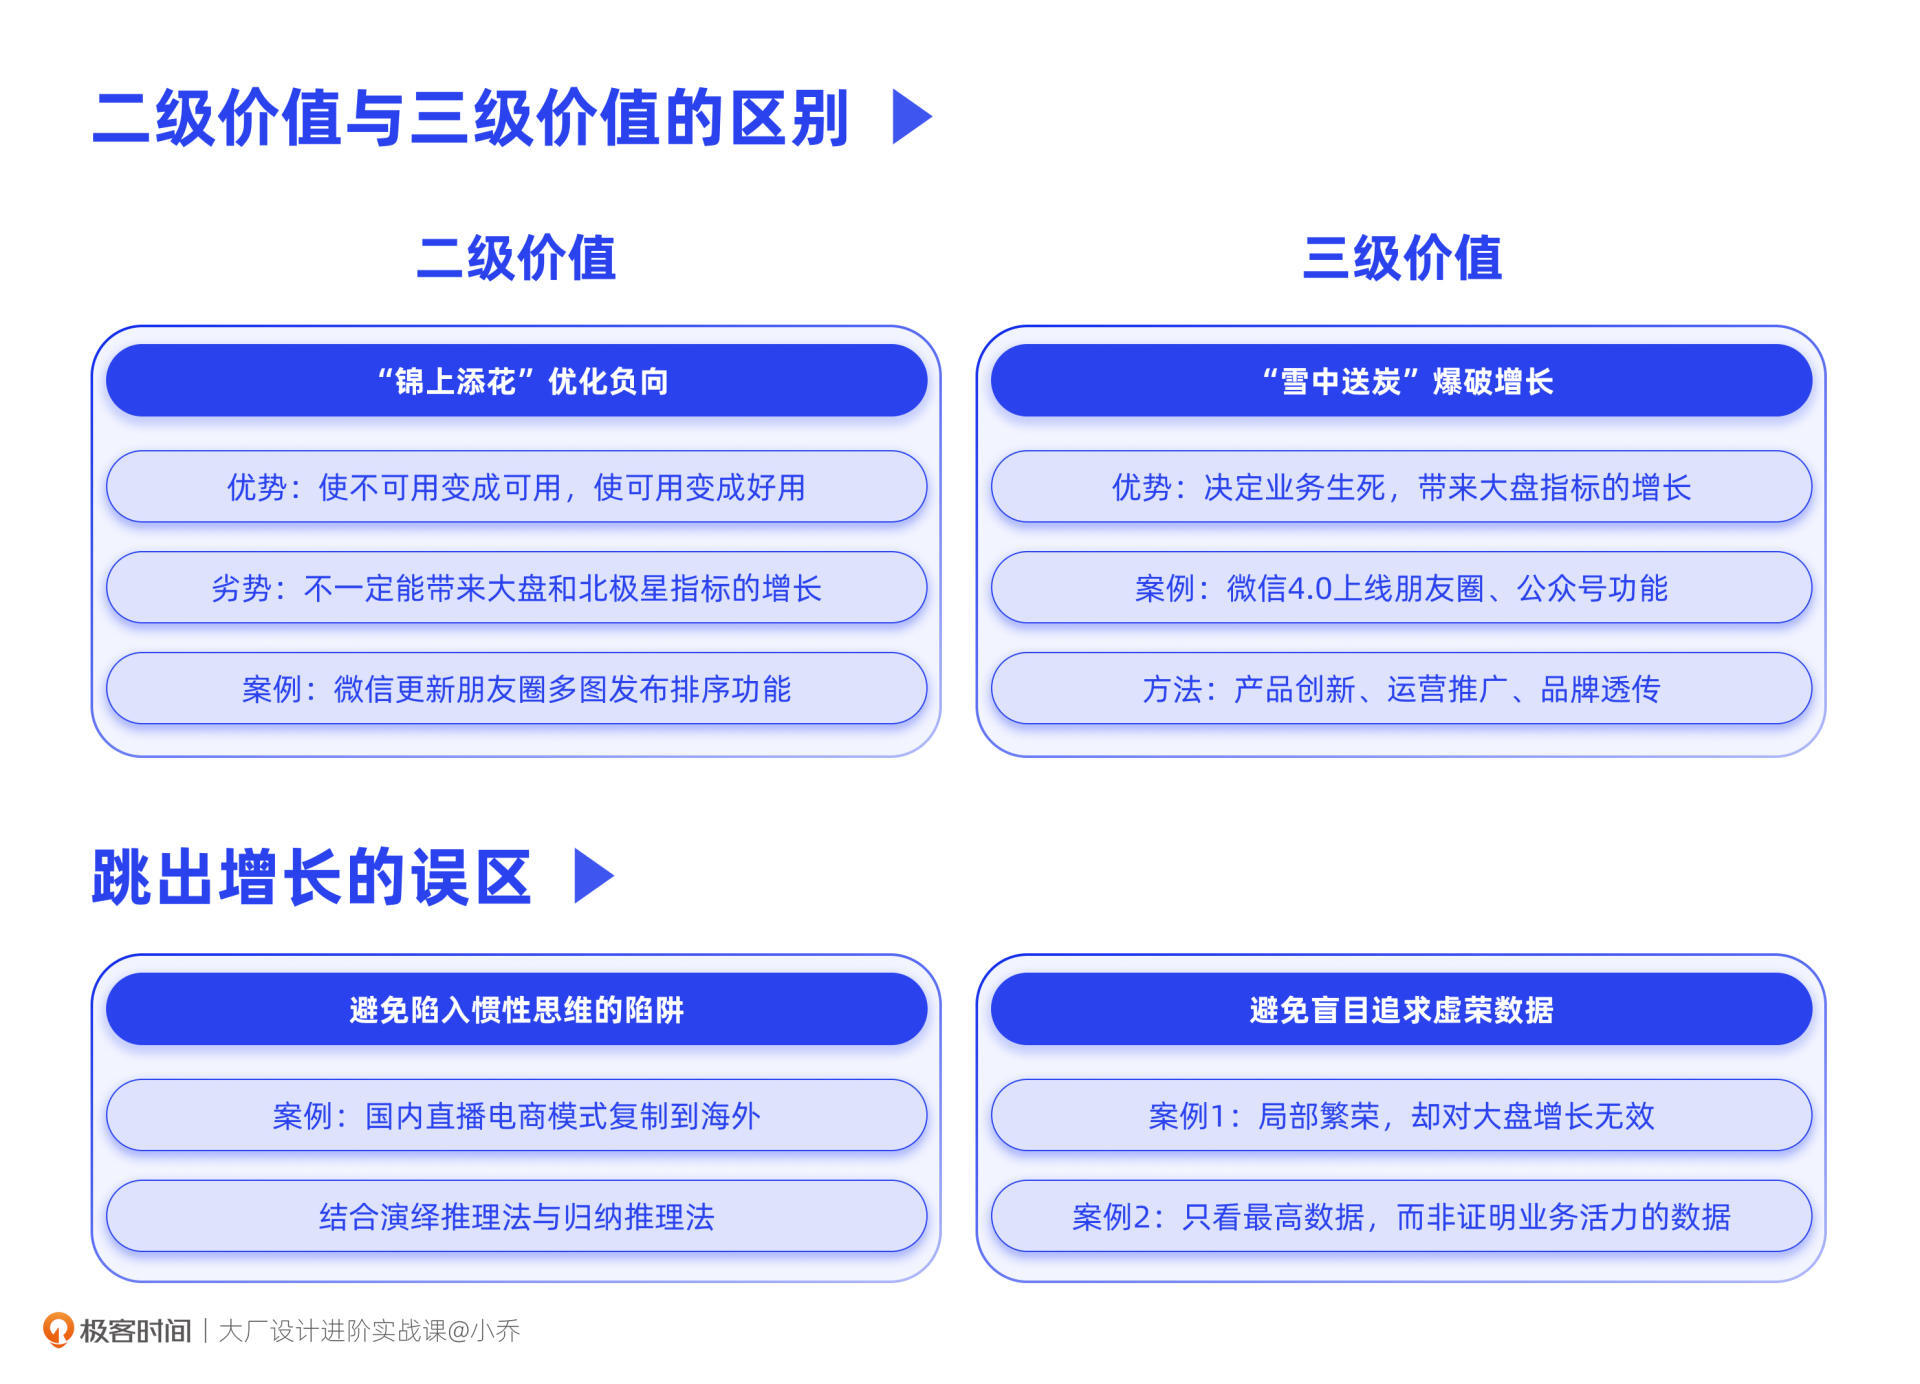 二级价值与三级价值的区别
二级价值
“锦上添花”优化负向
优势：使不可用变成可用，使可用变成好用
劣势：不一定能带来大盘和北极星指标的增长
案例：微信更新朋友圈多图发布排序功能
三级价值
“雪中送炭”爆破增长
优势：决定业务生死，带来大盘指标的增长
案例：微信4.0上线朋友圈、公众号功能
方法：产品创新、运营推广、品牌透传
跳出增长的误区
避免陷入惯性思维的陷阱
案例：国内直播电商模式复制到海外
结合演绎推理法与归纳推理法
避免盲目追求虚荣数据
案例1：局部繁荣，却对大盘增长无效
案例2：只看最高数据，而非证明业务活力的数据
极客时间｜大厂设计进阶实战课@小乔